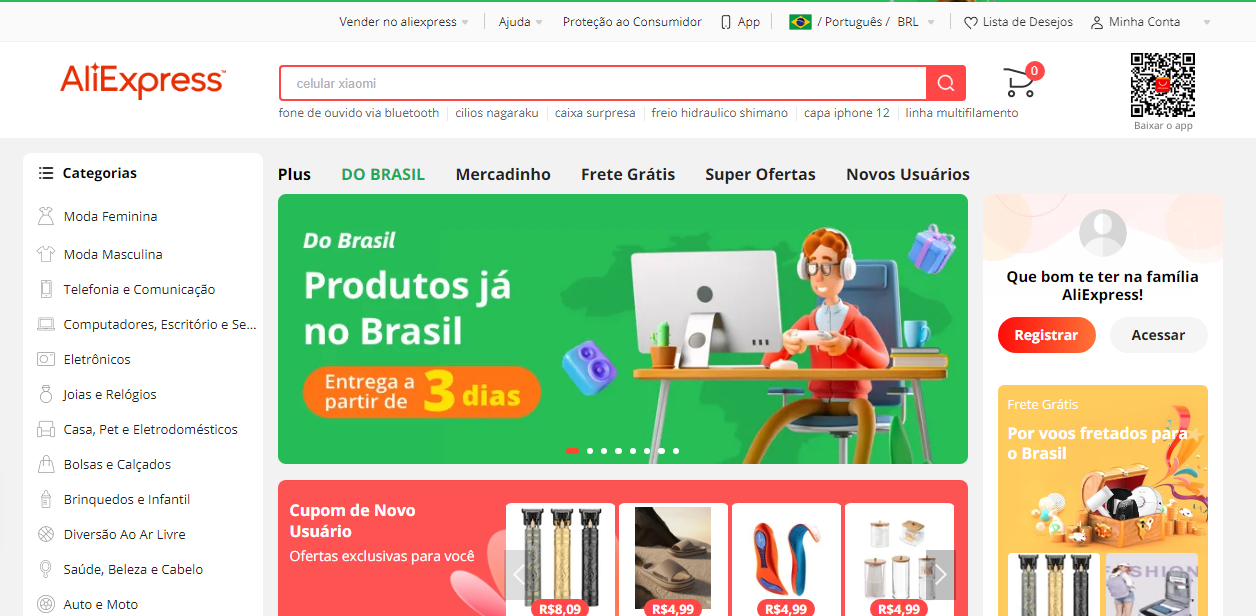 Vender no aliexpress
Ajuda
Proteção ao Consumidor
App
/ Português / BRL
Lista de Desejos
Minha Conta
AliExpress
celular xiaomi
0
fone de ouvido via bluetooth
cilios nagaraku
caixa surpresa
freio hidraulico shimano
capa iphone 12
linha multifilamento
Baixar o app
Categorias
Moda Feminina
Moda Masculina
Telefonia e Comunicação
Computadores, Escritório e Se...
Eletrônicos
Joias e Relógios
Casa, Pet e Eletrodomésticos
Bolsas e Calçados
Brinquedos e Infantil
Diversão Ao Ar Livre
Saúde, Beleza e Cabelo
Auto e Moto
Plus
DO BRASIL
Mercadinho
Frete Grátis
Super Ofertas
Novos Usuários
Do Brasil
Produtos já
no Brasil
Entrega a
partir de
3 dias
Que bom te ter na família
AliExpress!
Registrar
Acessar
Cupom de Novo
Usuário
Ofertas exclusivas para você
R$8,09
R$4,99
R$4,99
R$4,99
Frete Grátis
Por voos fretados para
o Brasil
FASHION